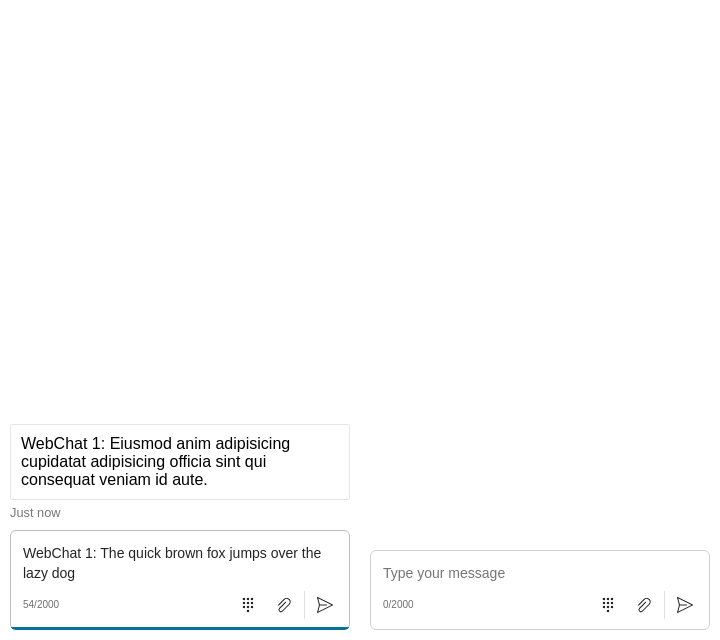 WebChat 1: Eiusmod anim adipisicing
cupidatat adipisicing officia sint qui
consequat veniam id aute.
Just now
WebChat 1: The quick brown fox jumps over the
lazy dog
54/2000
Type your message
0/2000